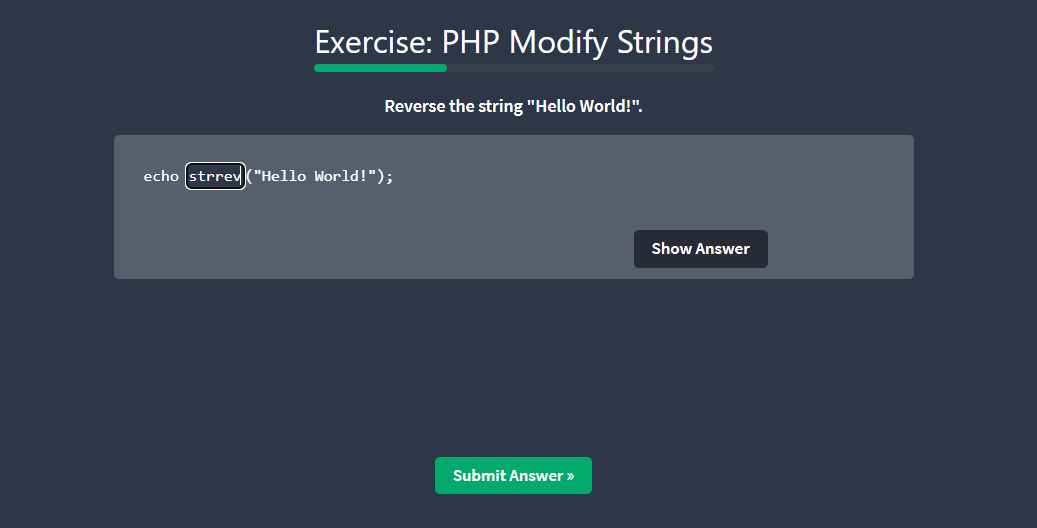 Exercise: PHP Modify Strings
Reverse the string "Hello World!".
echo strrev("Hello World!");
Show Answer
Submit Answer »